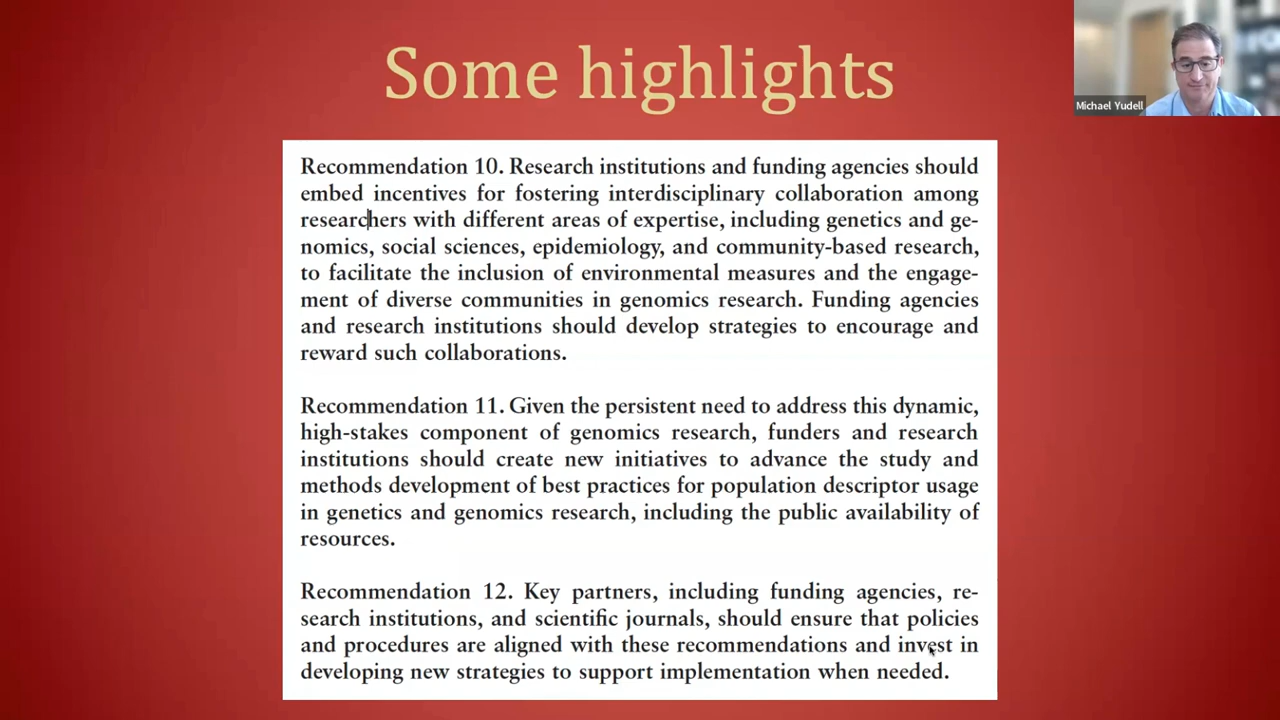 Some highlights
Michael Yudell
Recommendation 10. Research institutions and funding agencies should
embed incentives for fostering interdisciplinary collaboration among
researchers with different areas of expertise, including genetics and ge-
nomics, social sciences, epidemiology, and community-based research,
to facilitate the inclusion of environmental measures and the engage-
ment of diverse communities in genomics research. Funding agencies
and research institutions should develop strategies to encourage and
reward such collaborations.
Recommendation 11. Given the persistent need to address this dynamic,
high-stakes component of genomics research, funders and research
institutions should create new initiatives to advance the study and
methods development of best practices for population descriptor usage
in genetics and genomics research, including the public availability of
resources.
Recommendation 12. Key partners, including funding agencies, re-
search institutions, and scientific journals, should ensure that policies
and procedures are aligned with these recommendations and invest in
developing new strategies to support implementation when needed.